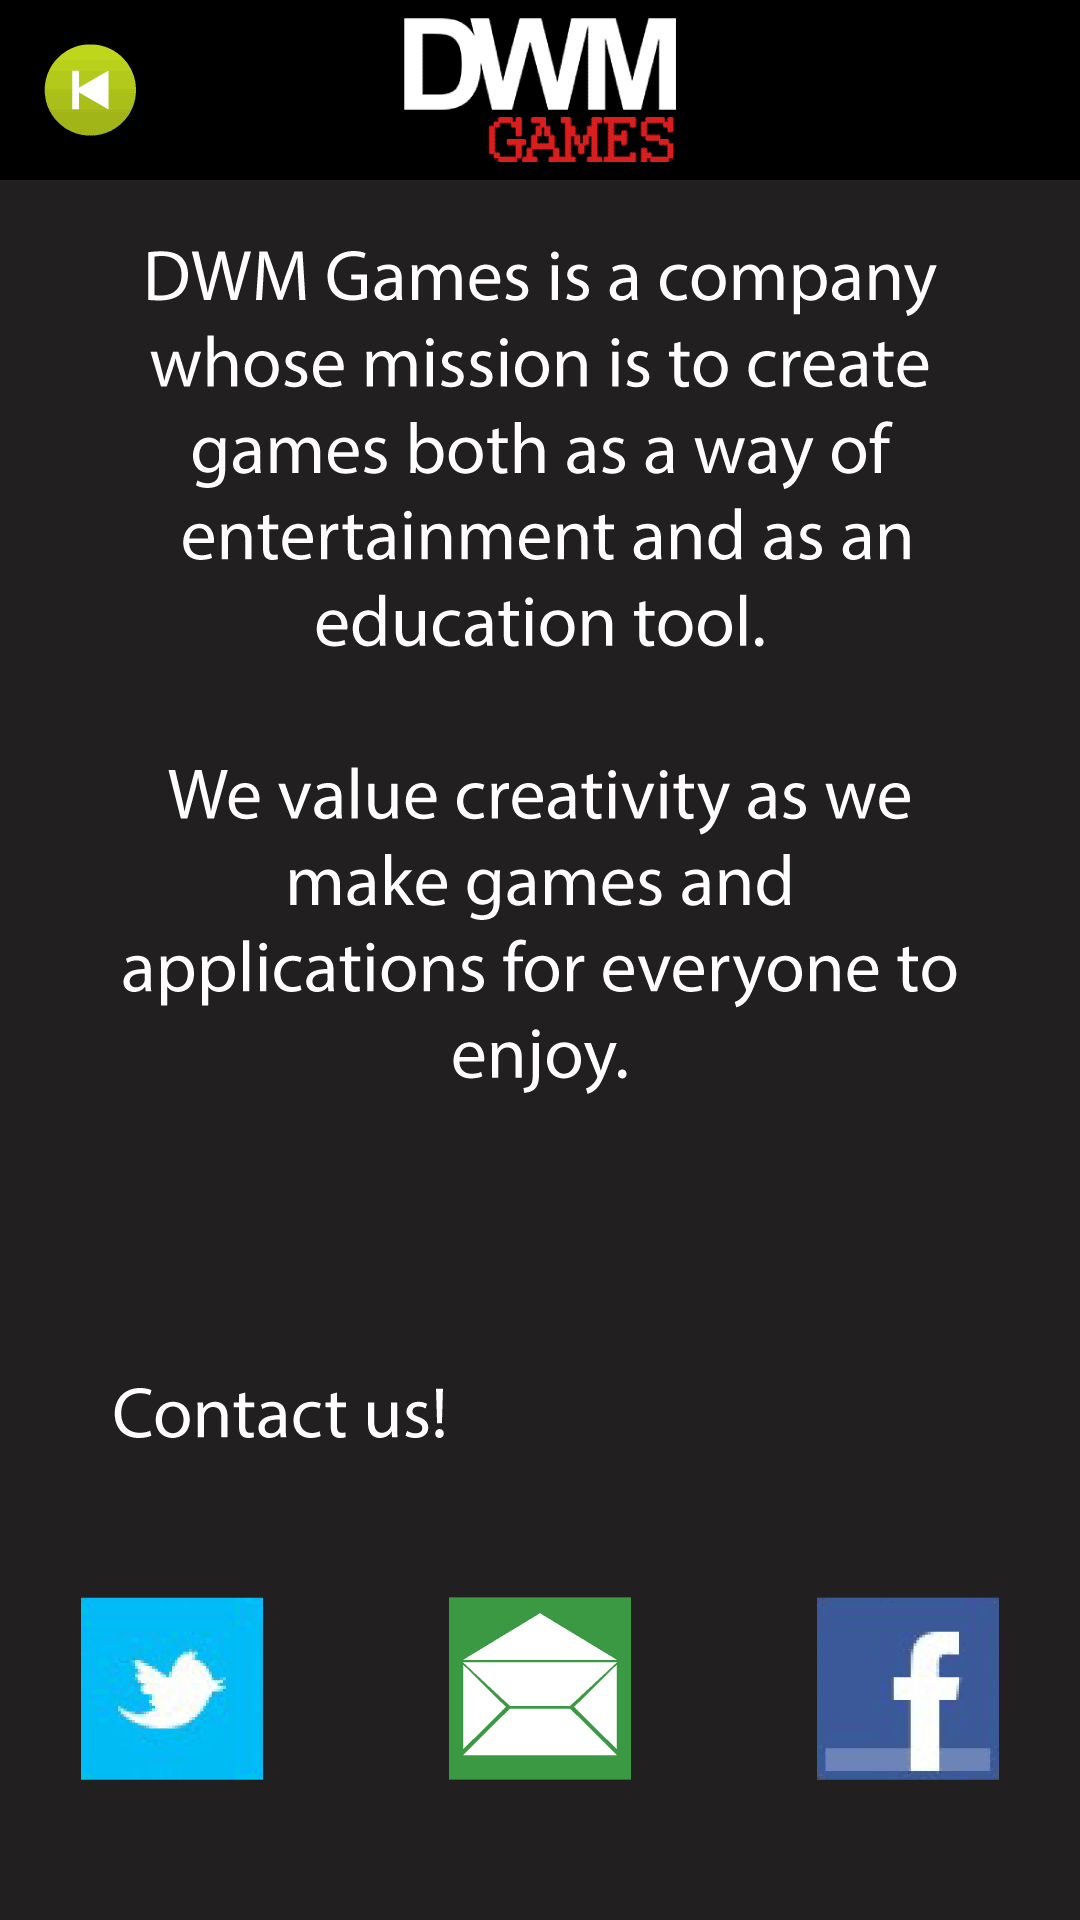 DWM
GAMES
DWM Games is a company
whose mission is to create
games both as a way of
entertainment and as an
education tool.
We value creativity as we
make games and
applications for everyone to
enjoy.
Contact us!